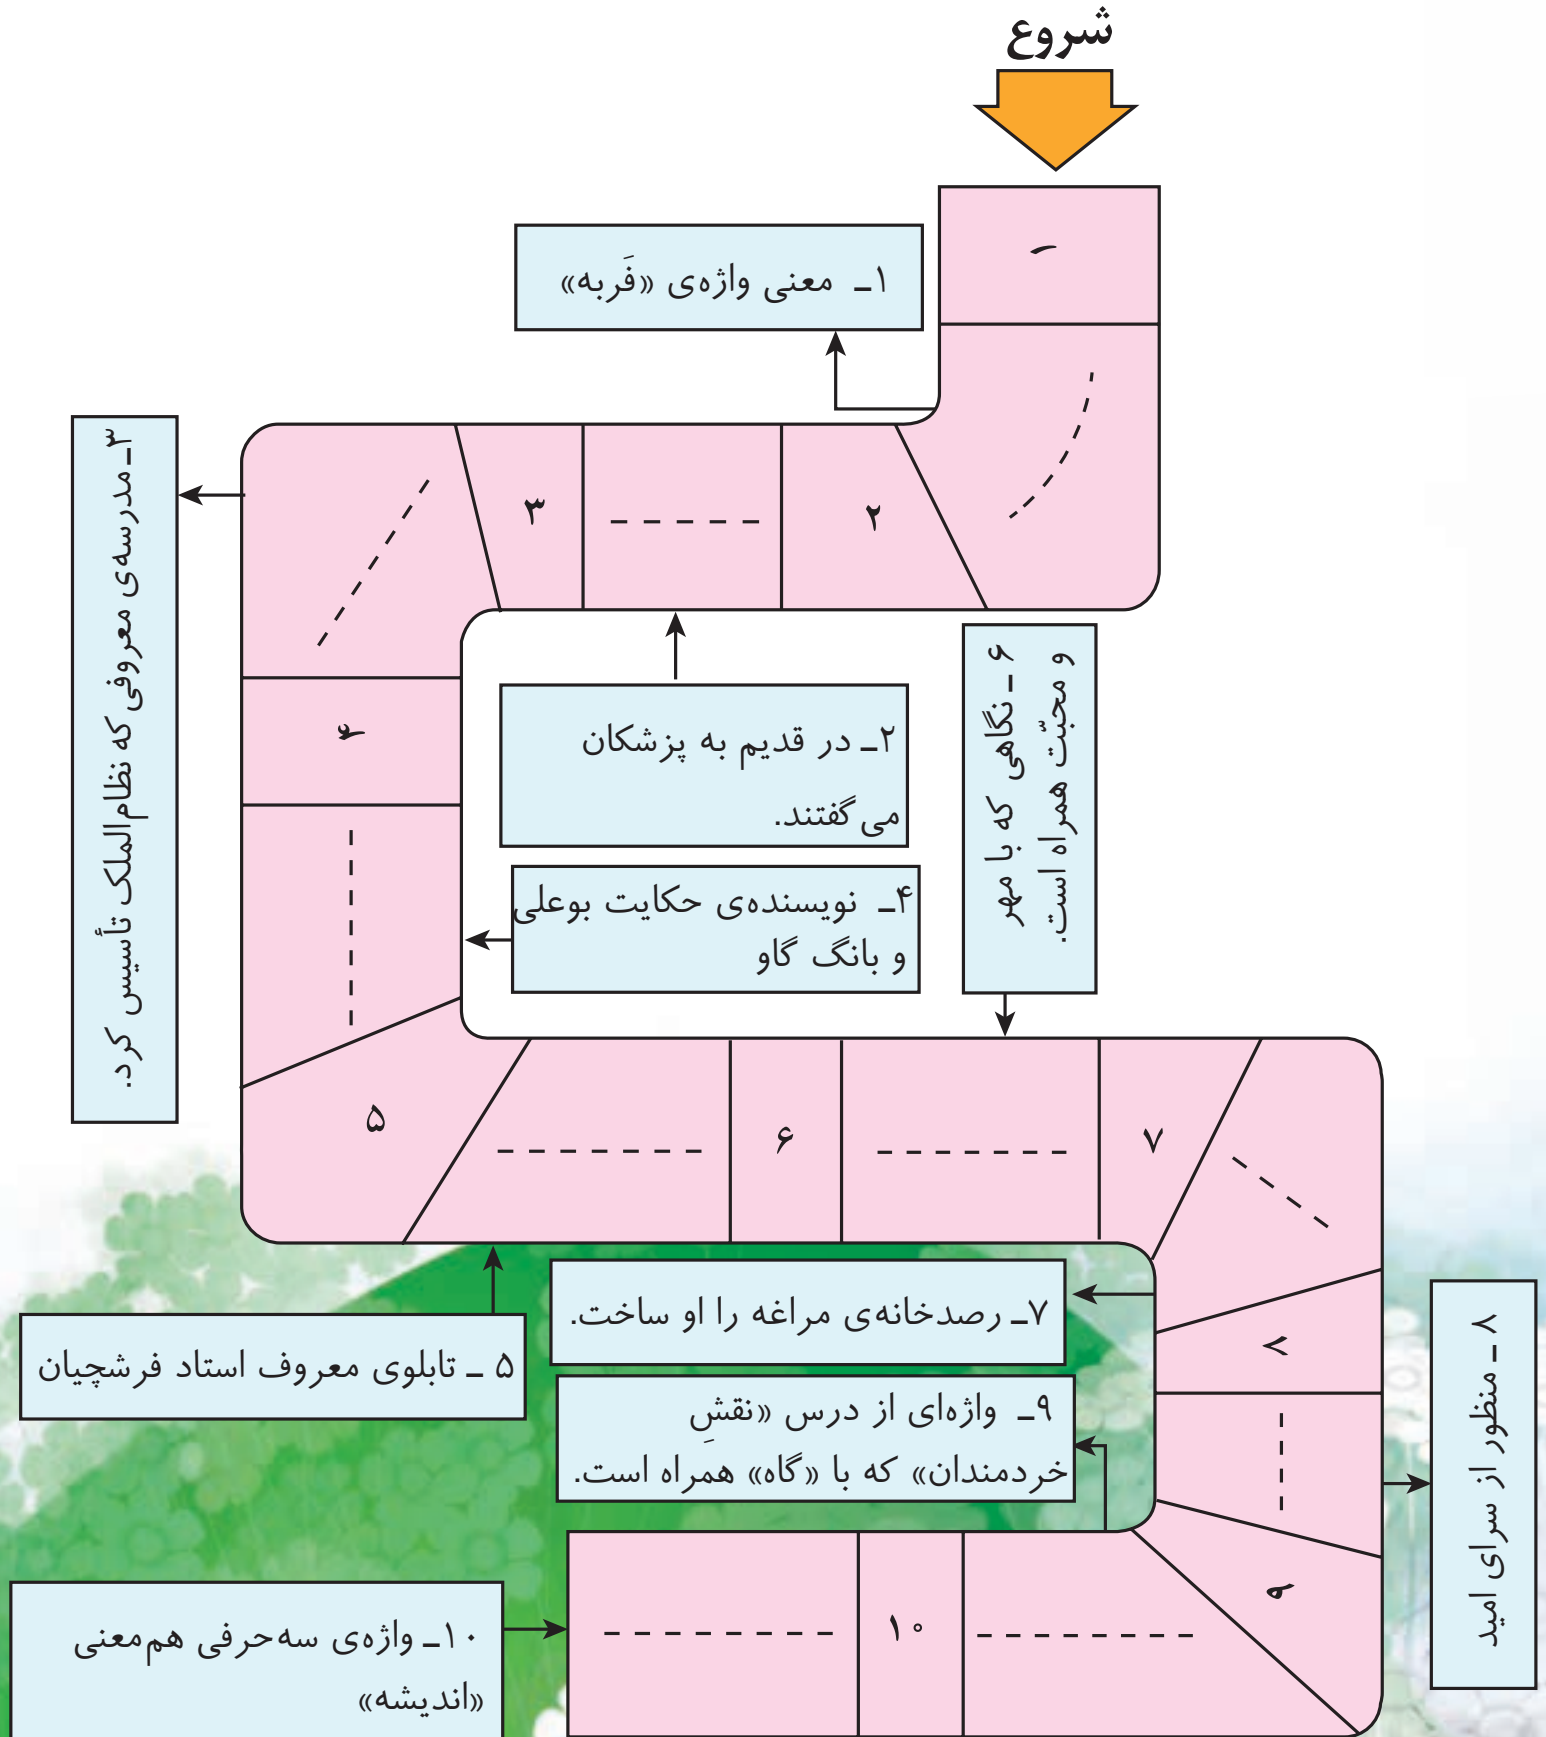 شروع
۱
۱ـ معنی واژه‌ی «فَربه»
۲
۳
۲ـ در قدیم به پزشکان
می‌گفتند.
۳ـ مدرسه‌ی معروفی که نظام‌الملک تأسیس کرد.
۴
۴ـ نویسنده‌ی حکایت بوعلی
و بانگ گاو
۵
۵ ـ تابلوی معروف استاد فرشچیان
۶
۶ ـ نگاهی که با مهر
و محبّت همراه است.
۷
۷ـ رصدخانه‌ی مراغه را او ساخت.
۸
۸ ـ منظور از سرای امید
۹
۹ـ واژه‌ای از درس «نقشِ
خردمندان» که با «گاه» همراه است.
۱۰
۱۰ـ واژه‌ی سه‌حرفی هم‌معنی
«اندیشه»